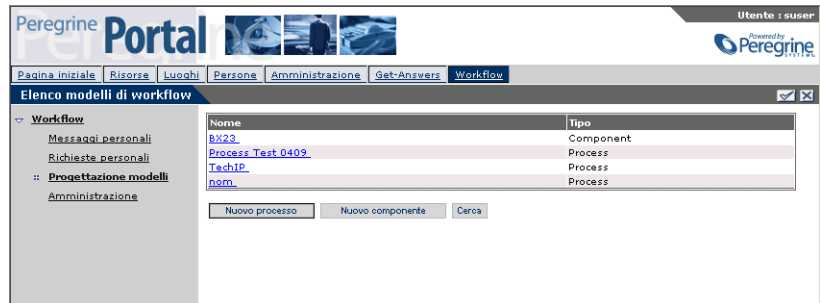 Utente : suser
Peregrine Portal
Powered by
Peregrine
SYSTEMS
Pagina iniziale Risorse Luoghi Persone Amministrazione Get-Answers Workflow
Elenco modelli di workflow
Workflow
Messaggi personali
Richieste personali
Progettazione modelli
Amministrazione
Nome Tipo
BX23 Component
Process Test 0409 Process
TechIP Process
nom Process
Nuovo processo Nuovo componente Cerca